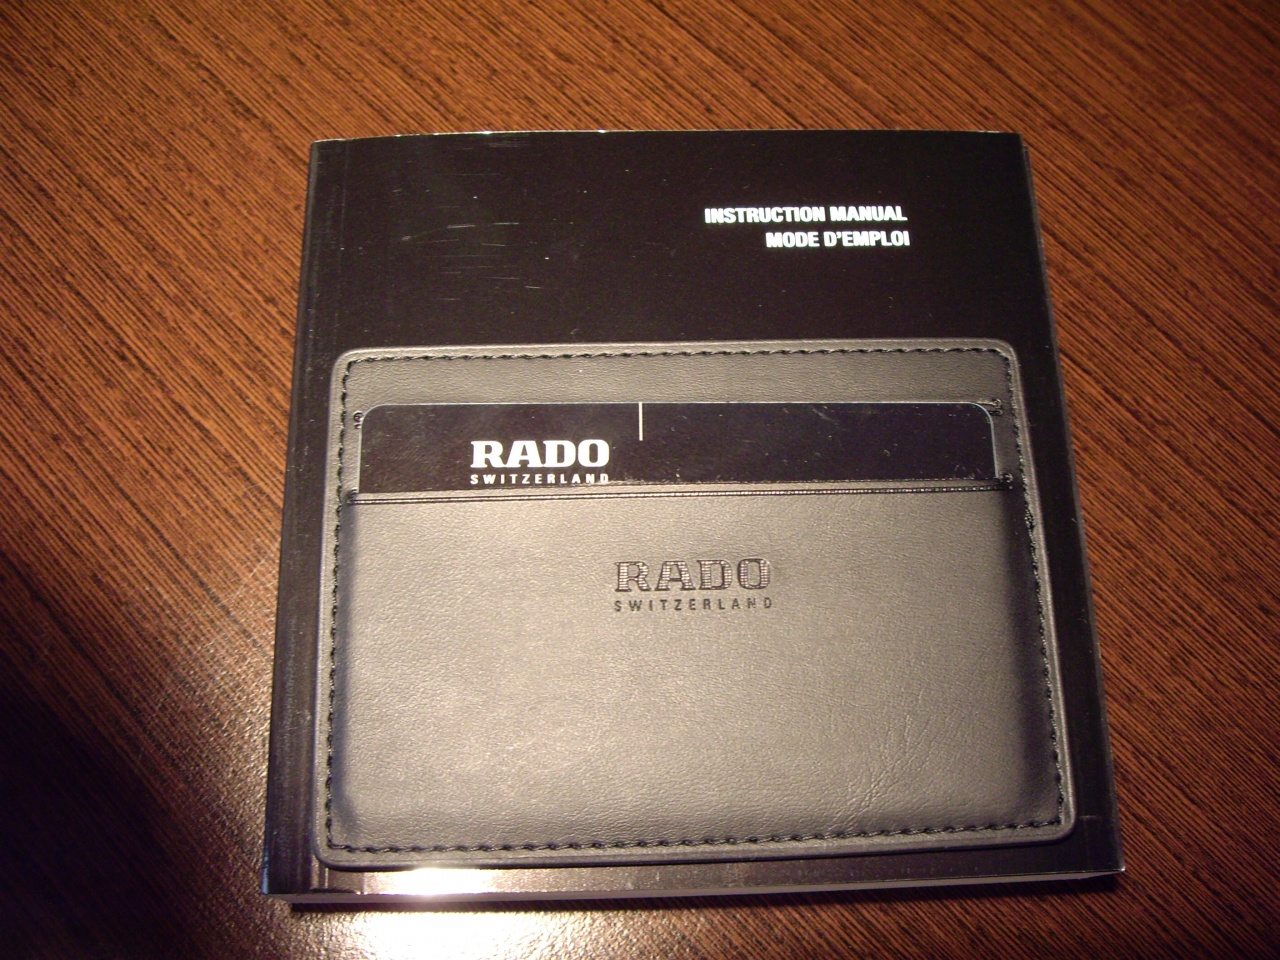 INSTRUCTION MANUAL
MODE D'EMPLOI
RADO
SWITZERLAND
RADO
SWITZERLAND